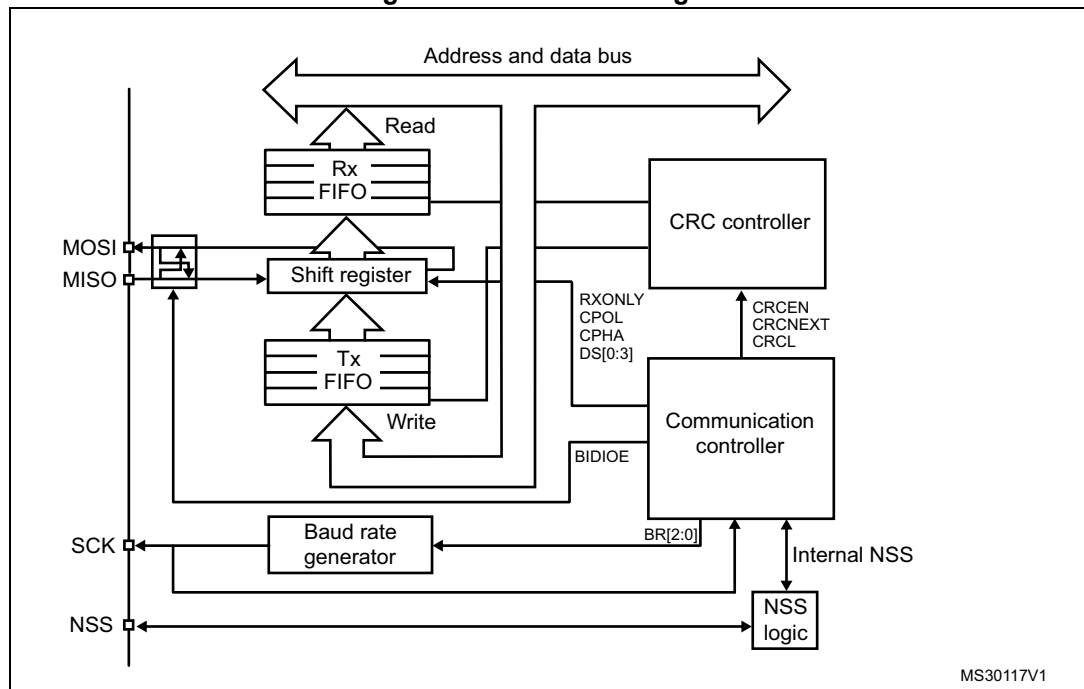 Address and data bus
Read
Rx
FIFO
CRC controller
MOSI
MISO
Shift register
RXONLY
CPOL
CPHA
DS[0:3]
CRCEN
CRCNEXT
CRCL
Tx
FIFO
Write
Communication
controller
BIDIOE
SCK
Baud rate
generator
BR[2:0]
Internal NSS
NSS
NSS
logic
MS30117V1